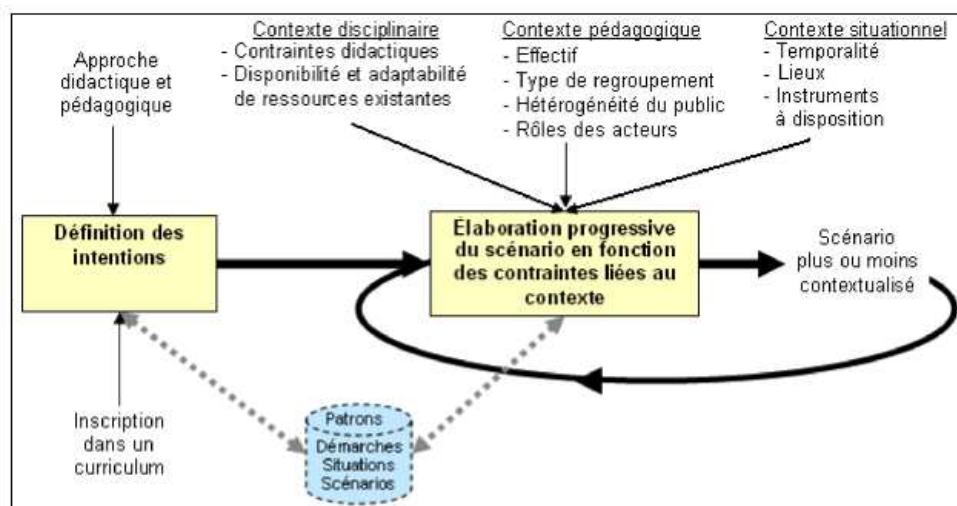 Approche
didactique et
pédagogique
Contexte disciplinaire
- Contraintes didactiques
- Disponibilité et adaptabilité
de ressources existantes
Contexte pédagogique
- Effectif
- Type de regroupement
- Hétérogénéité du public
- Rôles des acteurs
Contexte situationnel
- Temporalité
- Lieux
- Instruments
à disposition
Définition des
intentions
Élaboration progressive
du scénario en fonction
des contraintes liées au
contexte
Scénario
plus ou moins
contextualisé
Inscription
dans un
curriculum
Patrons
Démarches
Situations
Scénarios